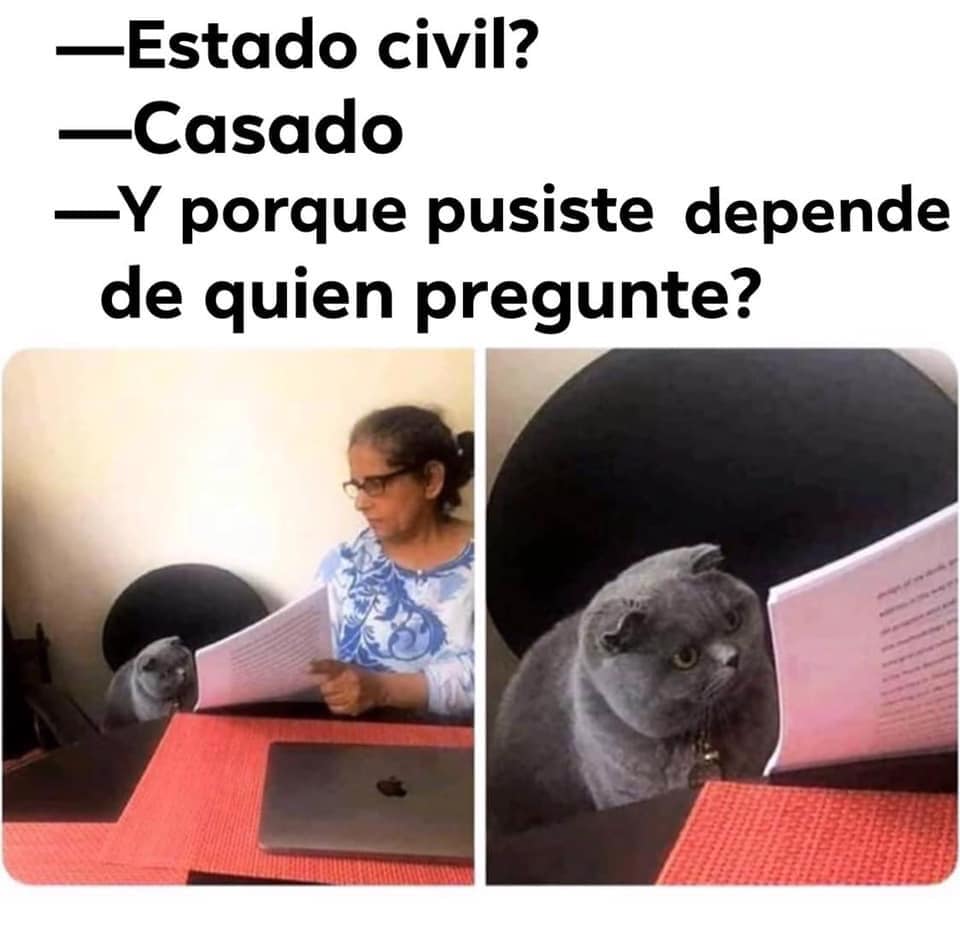 —Estado civil?
—Casado
—Y porque pusiste depende
de quien pregunte?